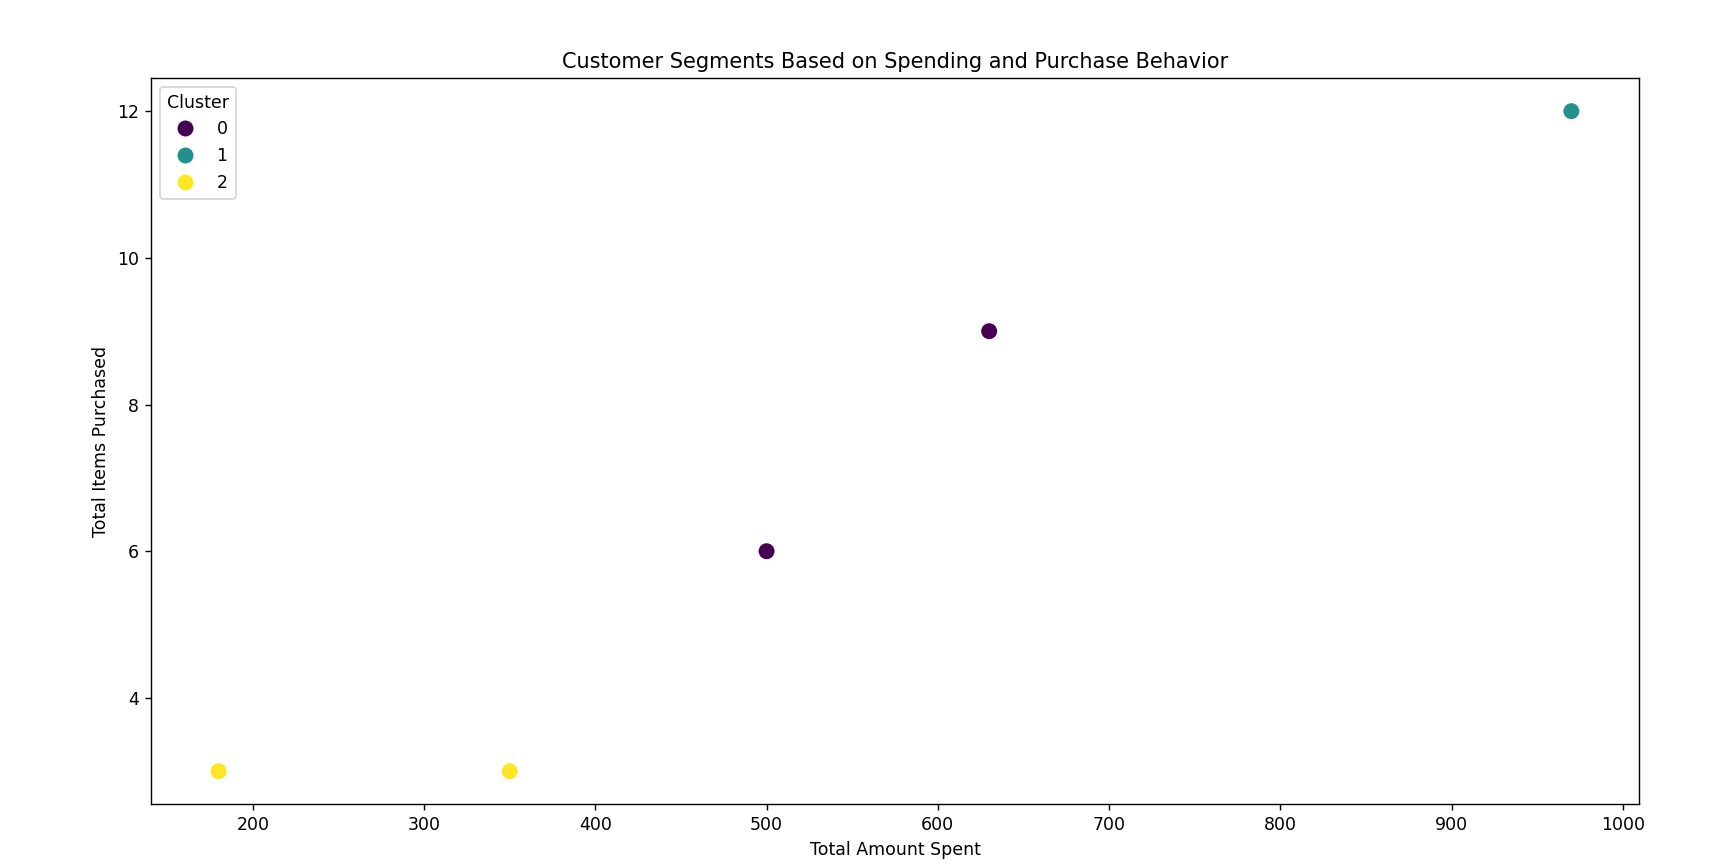 Customer Segments Based on Spending and Purchase Behavior
Cluster
0
1
2
12
10
8
6
4
Total Items Purchased
200 300 400 500 600 700 800 900 1000
Total Amount Spent